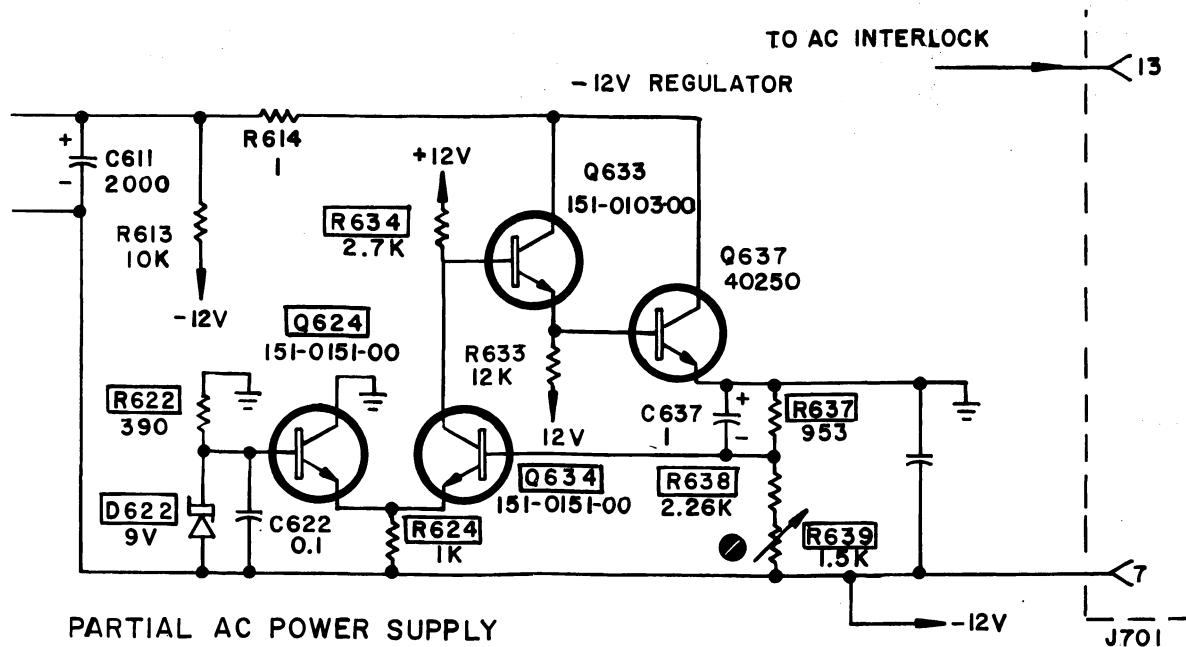 TO AC INTERLOCK
13
-12V REGULATOR
R614
1
+
C611
-
2000
+12V
Q633
151-0103-00
R634
2.7K
R613
10K
Q637
40250
-12V
Q624
151-0151-00
R633
12K
R622
390
12V
C637
1
+
-
R637
953
Q634
151-0151-00
R638
2.26K
D622
9V
C622
0.1
R624
1K
R639
1.5K
7
-12V
PARTIAL AC POWER SUPPLY
J701